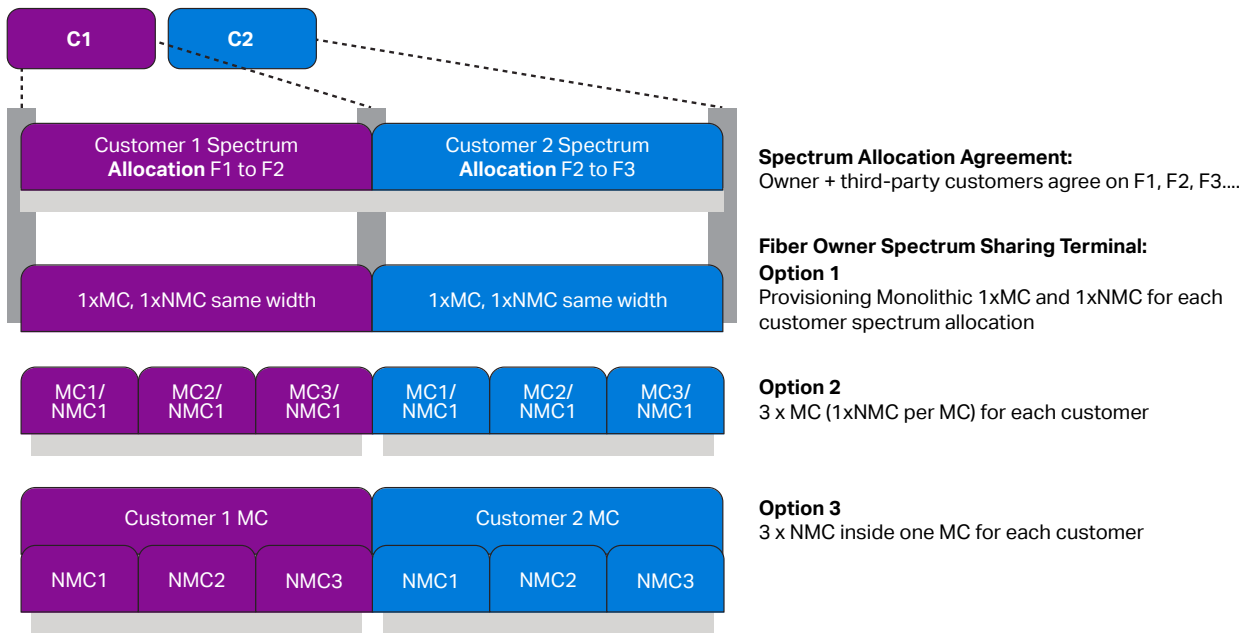 C1
C2
Customer 1 Spectrum
Allocation F1 to F2
Customer 2 Spectrum
Allocation F2 to F3
Spectrum Allocation Agreement:
Owner + third-party customers agree on F1, F2, F3....
Fiber Owner Spectrum Sharing Terminal:
Option 1
Provisioning Monolithic 1xMC and 1xNMC for each
customer spectrum allocation
1xMC, 1xNMC same width
1xMC, 1xNMC same width
MC1/
NMC1
MC2/
NMC1
MC3/
NMC1
MC1/
NMC1
MC2/
NMC1
MC3/
NMC1
Option 2
3 x MC (1xNMC per MC) for each customer
Customer 1 MC
Customer 2 MC
NMC1
NMC2
NMC3
NMC1
NMC2
NMC3
Option 3
3 x NMC inside one MC for each customer